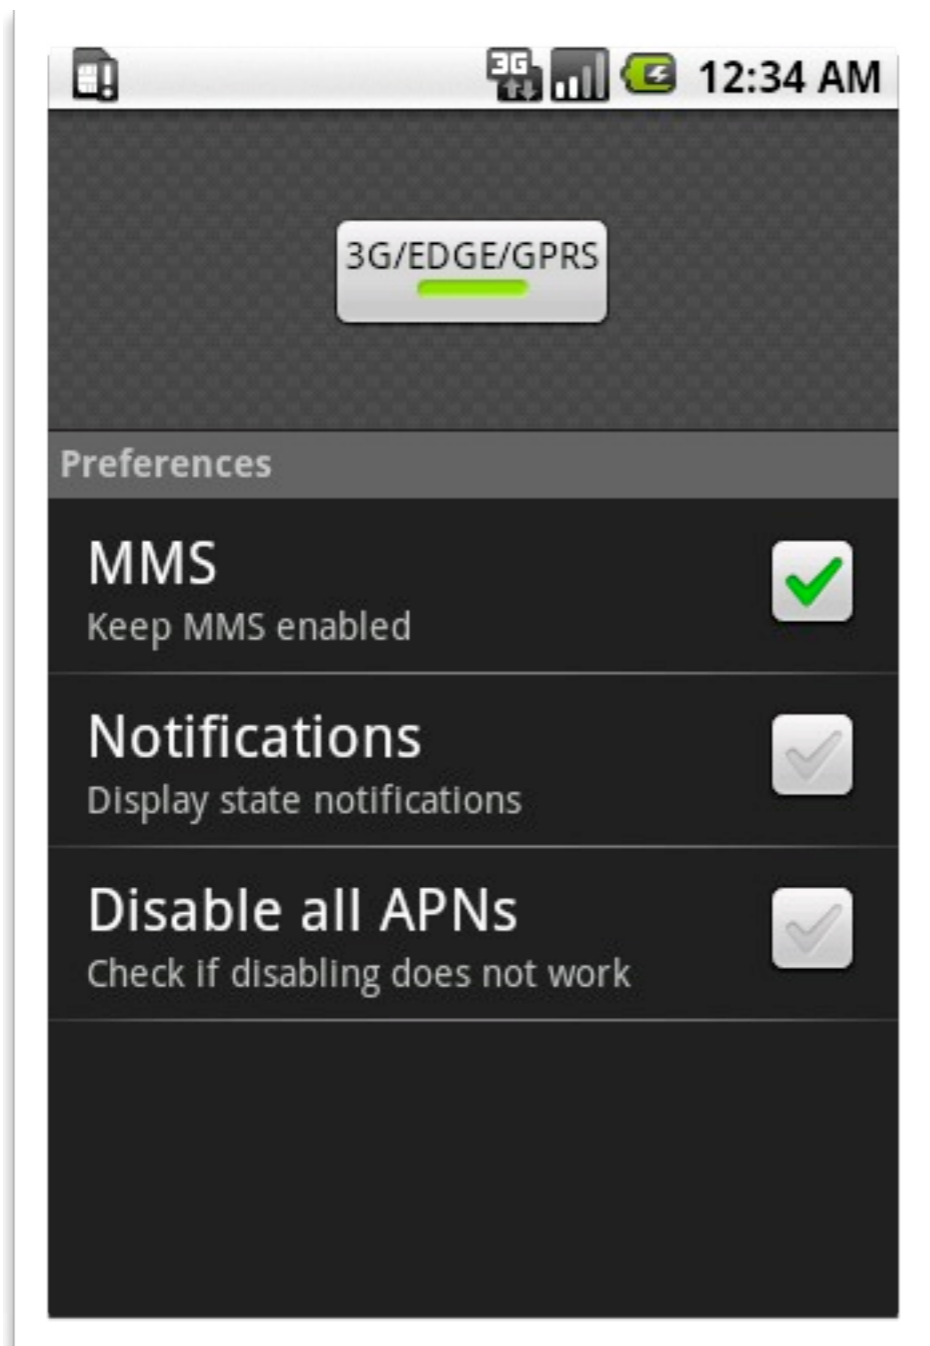 3G 12:34 AM
3G/EDGE/GPRS
Preferences
MMS
Keep MMS enabled
Notifications
Display state notifications
Disable all APNs
Check if disabling does not work